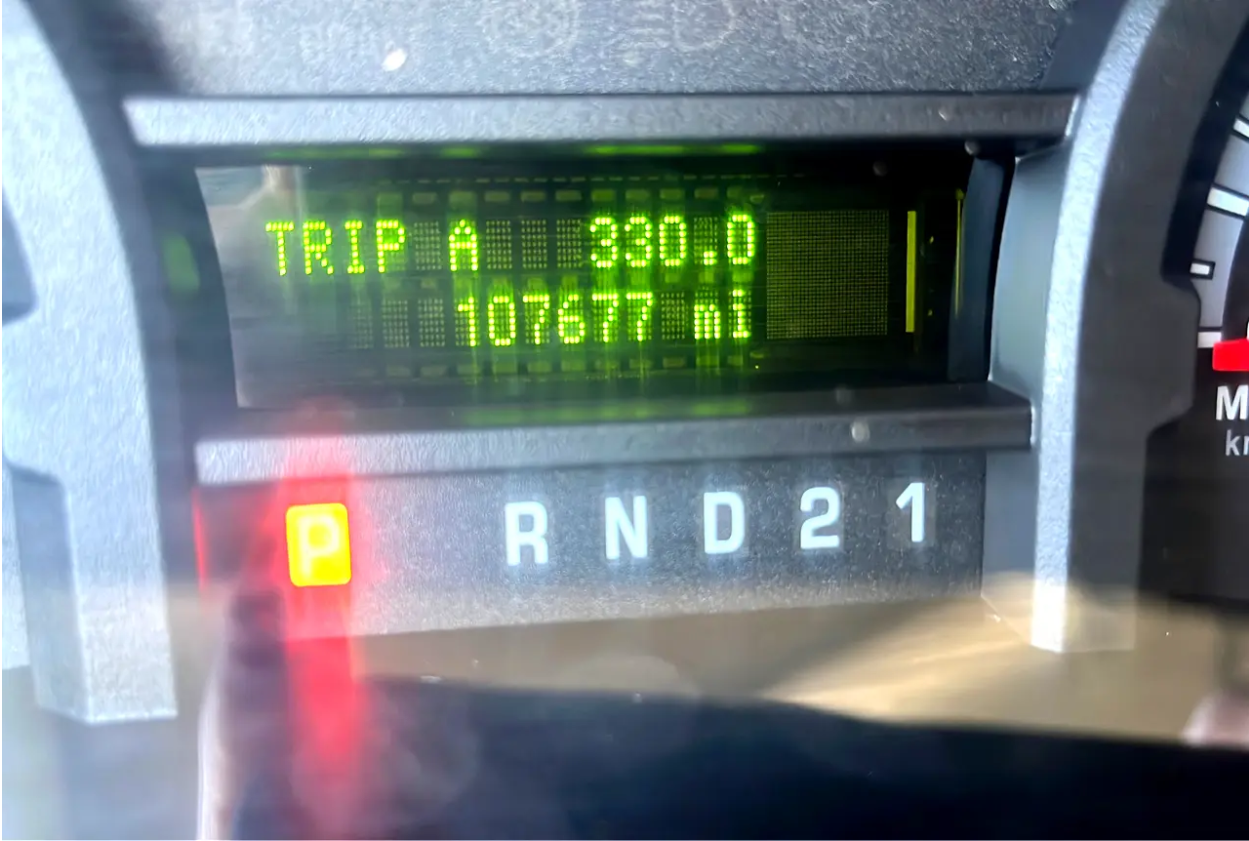 TRIP A 330.0
107677 mi
P R N D 2 1